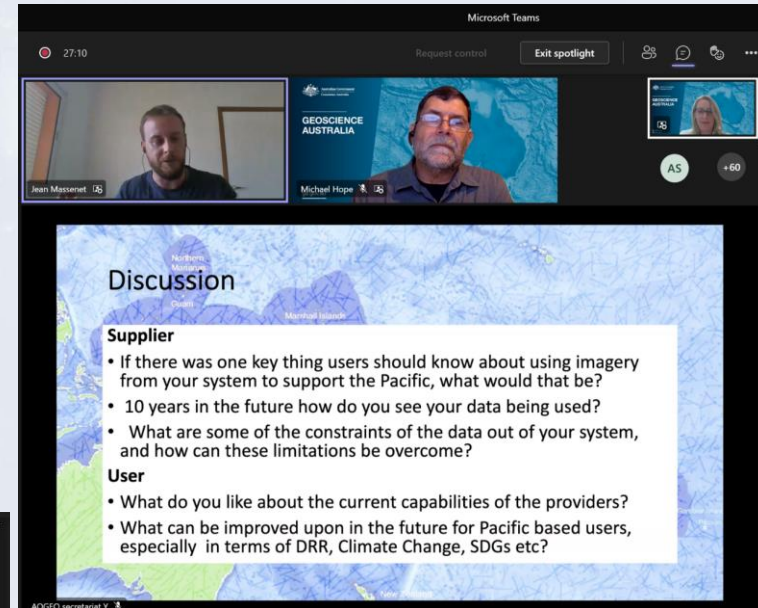 Microsoft Teams
27:10
Request control
Exit spotlight
GEOSCIENCE
AUSTRALIA
Jean Massenet
Michael Hope
AS
+60
Northern
Marshall Islands
Discussion
Supplier
• If there was one key thing users should know about using imagery
from your system to support the Pacific, what would that be?
• 10 years in the future how do you see your data being used?
• What are some of the constraints of the data out of your system,
and how can these limitations be overcome?
User
• What do you like about the current capabilities of the providers?
• What can be improved upon in the future for Pacific based users,
especially in terms of DRR, Climate Change, SDGs etc?
AOGEO secretariat Y